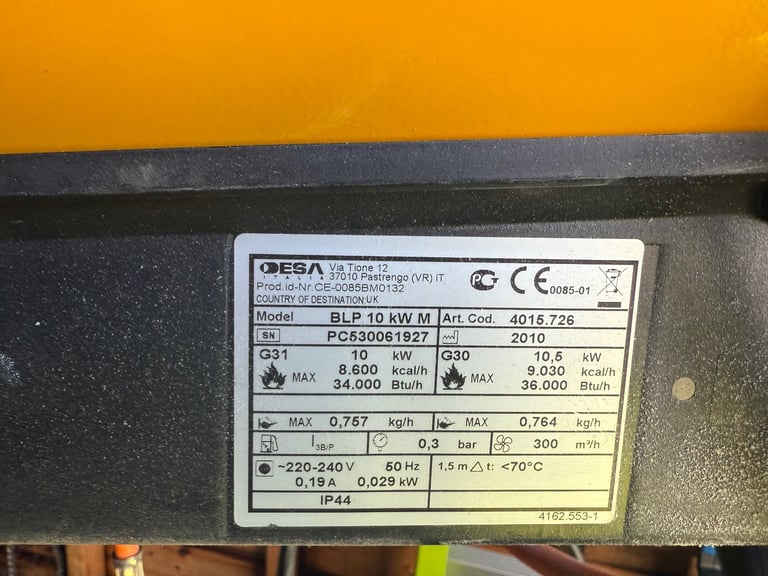 DESA Via Tione 12
ITALIA 37010 Pastrengo (VR) IT
Prod.id-Nr.CE-0085BM0132
COUNTRY OF DESTINATION:UK
PG CE 0085-01
Model BLP 10 kW M Art. Cod. 4015.726
SN PC530061927 2010
G31 10 kW G30 10,5 kW
MAX 8.600 kcal/h MAX 9.030 kcal/h
34.000 Btu/h 36.000 Btu/h
MAX 0,757 kg/h MAX 0,764 kg/h
I3B/P 0,3 bar 300 m³/h
~220-240 V 50 Hz 1,5 m △ t: <70°C
0,19 A 0,029 kW
IP44
4162.553-1